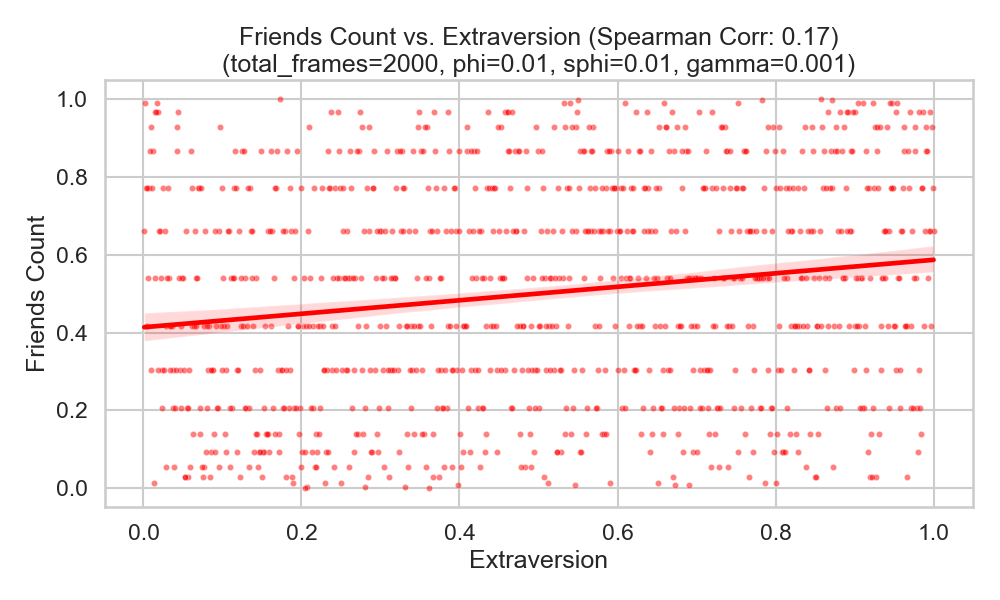 Friends Count vs. Extraversion (Spearman Corr: 0.17)
(total_frames=2000, phi=0.01, sphi=0.01, gamma=0.001)
1.0
0.8
0.6
0.4
0.2
0.0
Friends Count
0.0 0.2 0.4 0.6 0.8 1.0
Extraversion